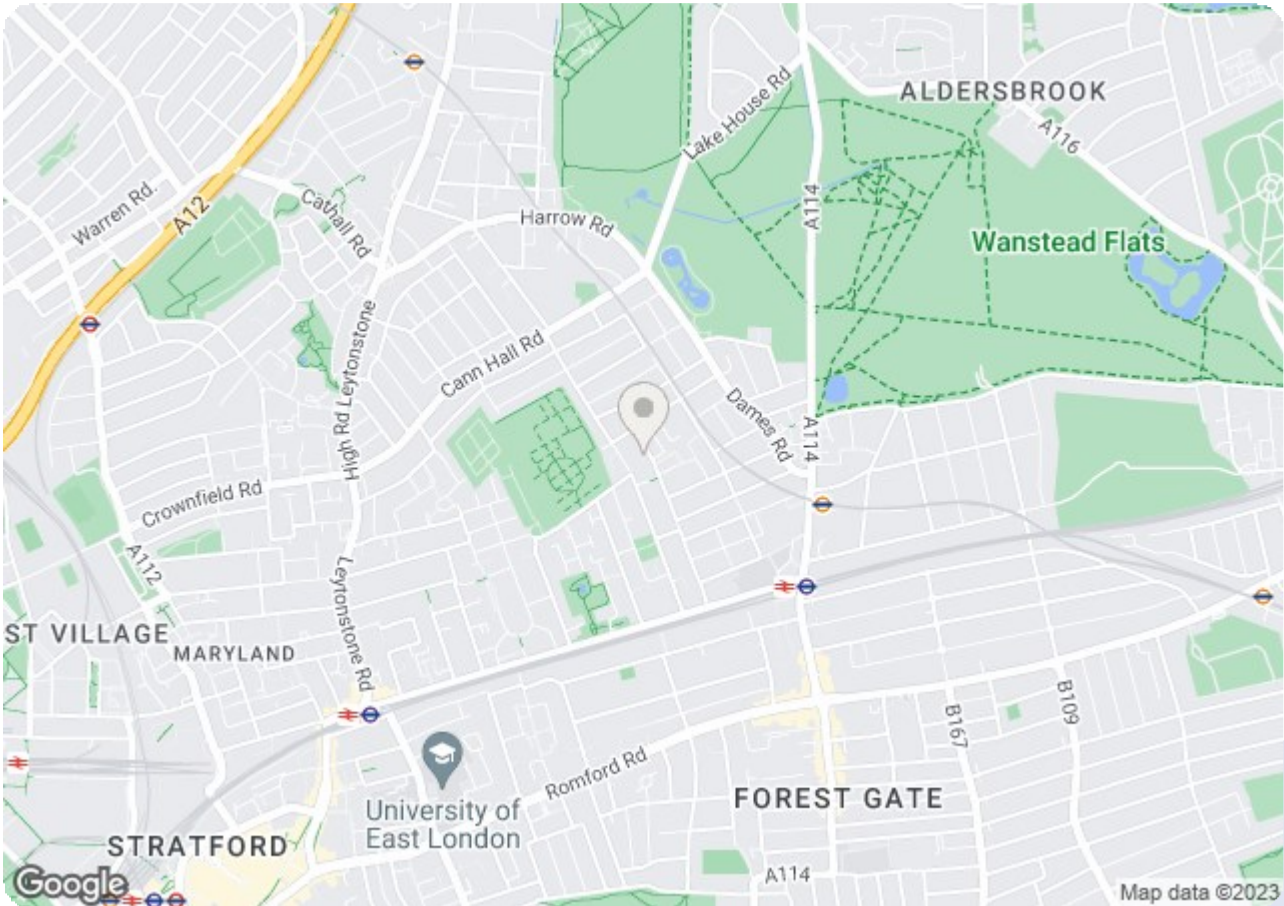 ALDERSBROOK
Lake House Rd
A116
Warren Rd.
A12
Cathall Rd
A114
Harrow Rd
Wanstead Flats
High Rd Leytonstone
Cann Hall Rd
Dames Rd
A114
Crownfield Rd
A112
Leytonstone Rd
ST VILLAGE
MARYLAND
B167
B109
Romford Rd
FOREST GATE
University of
East London
STRATFORD
A114
Google
Map data ©2023